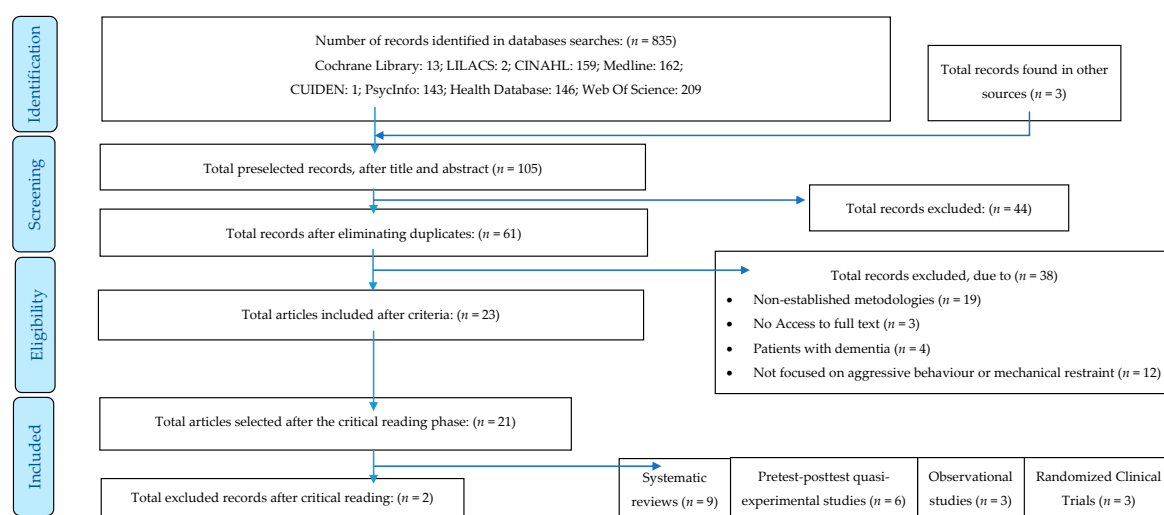 Identification
Number of records identified in databases searches: (n = 835)
Cochrane Library: 13; LILACS: 2; CINAHL: 159; Medline: 162;
CUIDEN: 1; PsycInfo: 143; Health Database: 146; Web Of Science: 209
Total records found in other
sources (n = 3)
Screening
Total preselected records, after title and abstract (n = 105)
Total records excluded: (n = 44)
Total records after eliminating duplicates: (n = 61)
Eligibility
Total records excluded, due to (n = 38)
• Non-established metodologies (n = 19)
• No Access to full text (n = 3)
• Patients with dementia (n = 4)
• Not focused on aggressive behaviour or mechanical restraint (n = 12)
Total articles included after criteria: (n = 23)
Included
Total articles selected after the critical reading phase: (n = 21)
Total excluded records after critical reading: (n = 2)
Systematic
reviews (n = 9)
Pretest-posttest quasi-
experimental studies (n = 6)
Observational
studies (n = 3)
Randomized Clinical
Trials (n = 3)